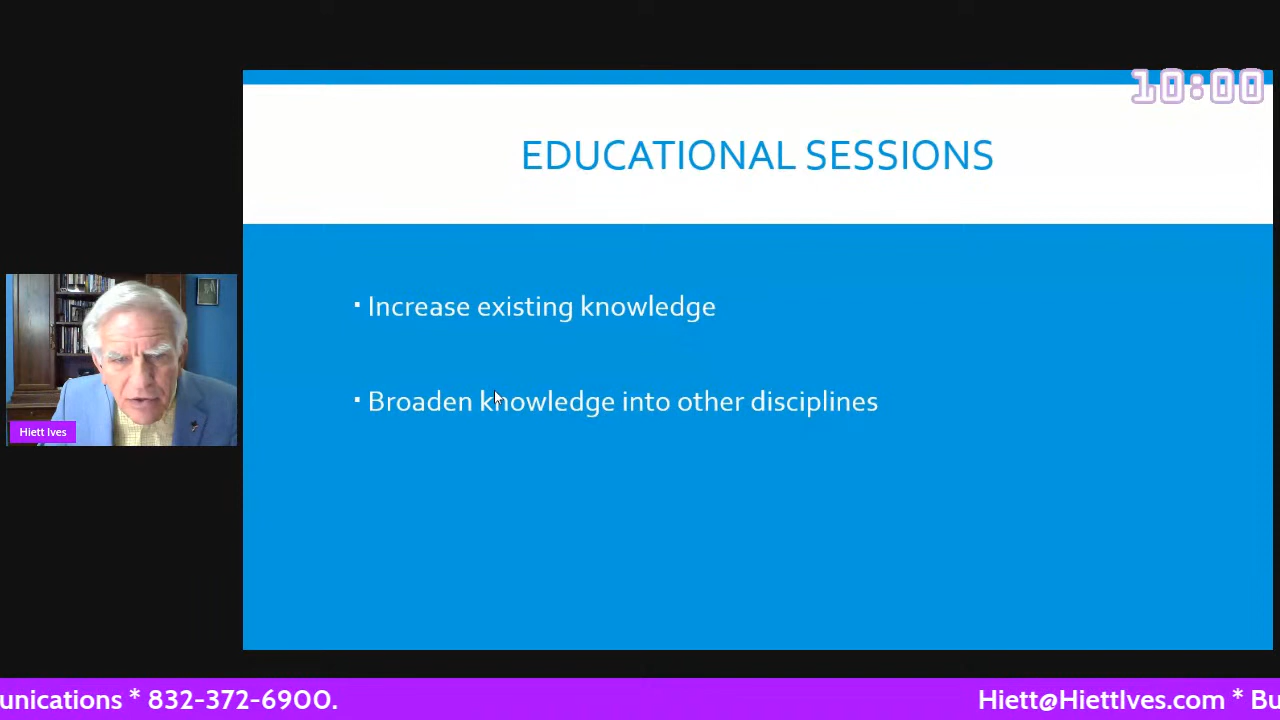 10:00
EDUCATIONAL SESSIONS
▪ Increase existing knowledge
▪ Broaden knowledge into other disciplines
Hiett Ives
unications * 832-372-6900.
Hiett@HiettIves.com * Bu